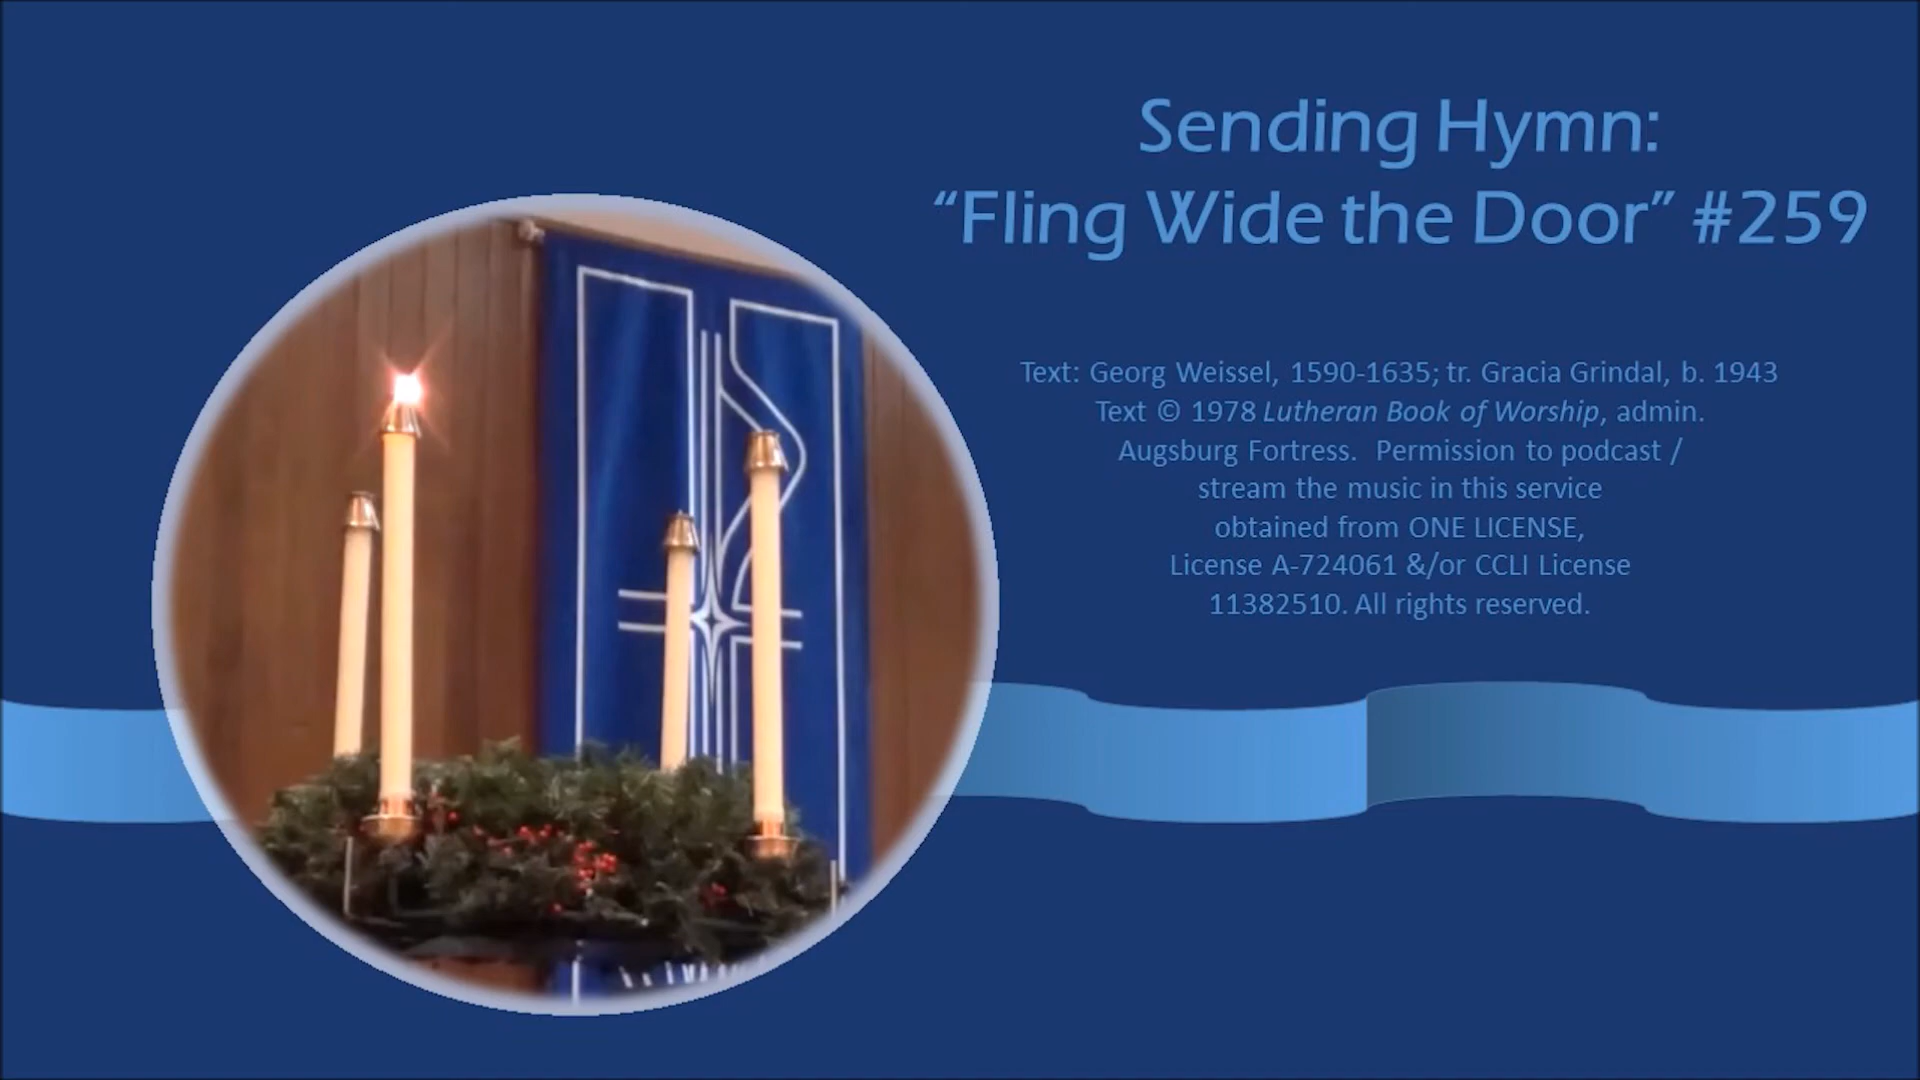 Sending Hymn:
“Fling Wide the Door” #259
Text: Georg Weissel, 1590-1635; tr. Gracia Grindal, b. 1943
Text © 1978 Lutheran Book of Worship, admin.
Augsburg Fortress.  Permission to podcast /
stream the music in this service
obtained from ONE LICENSE,
License A-724061 &/or CCLI License
11382510. All rights reserved.